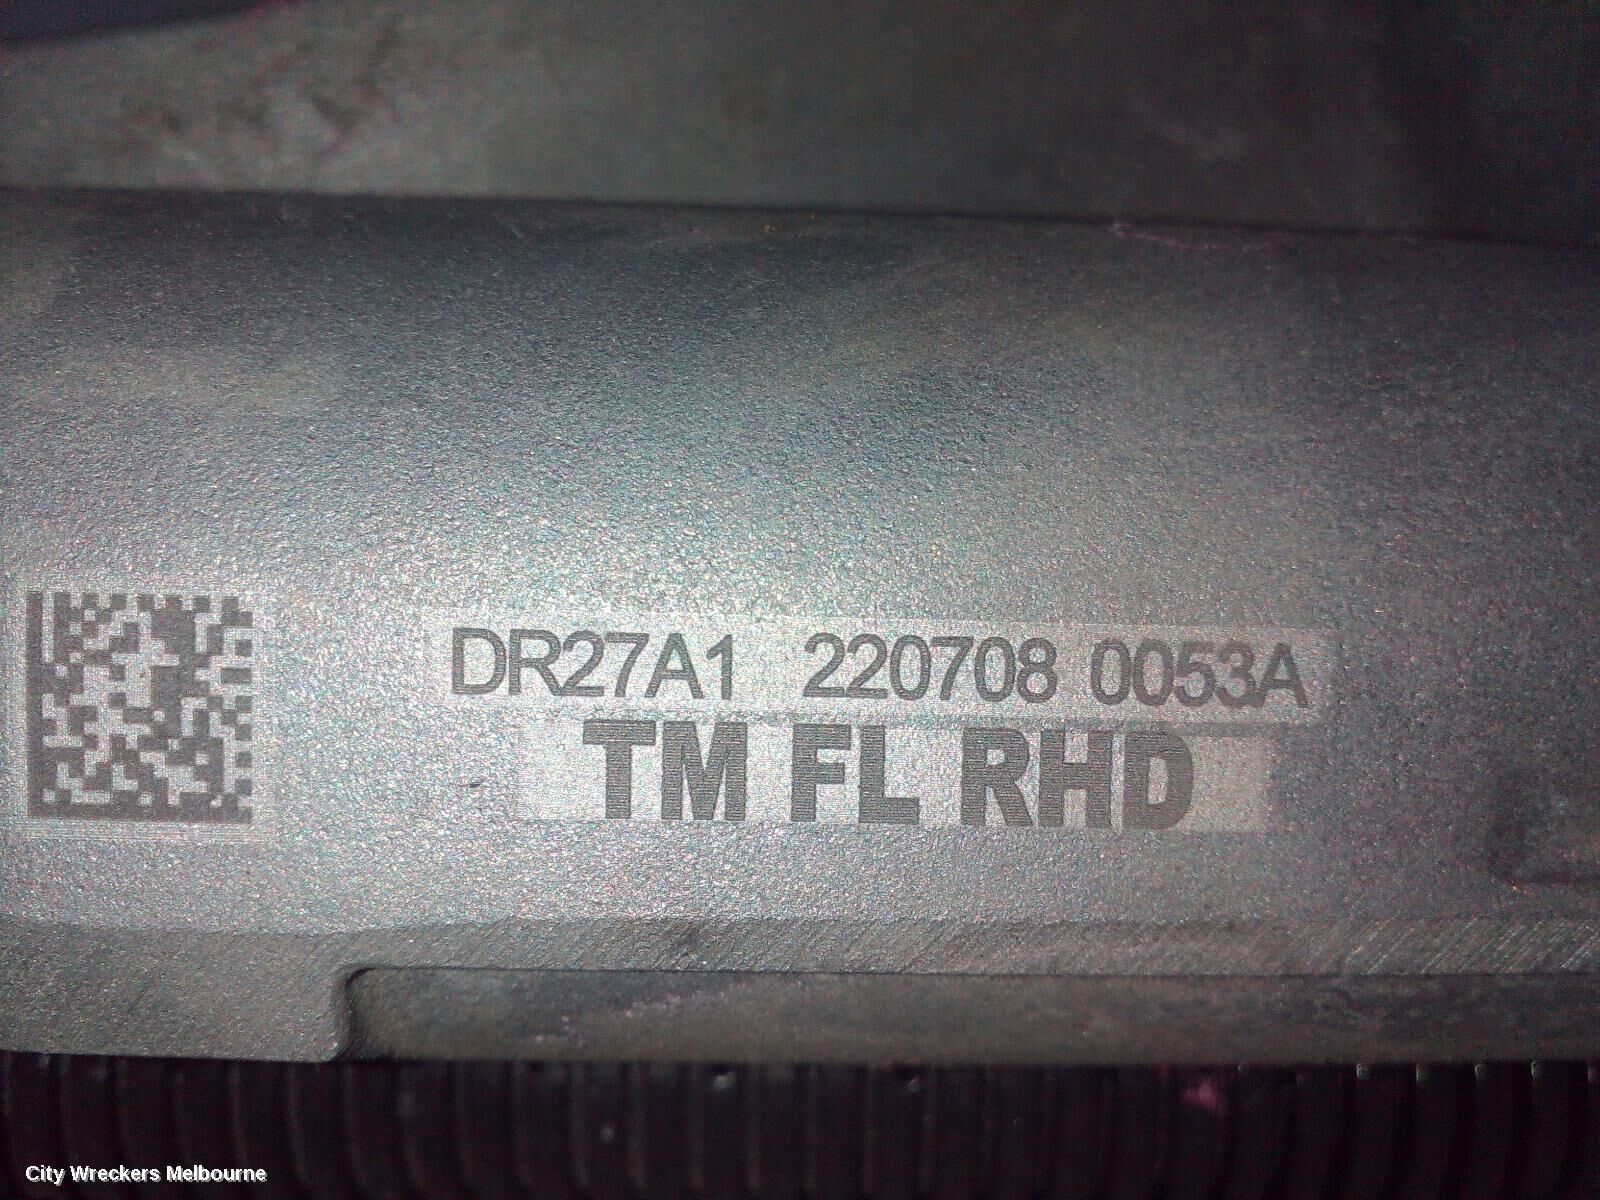 DR27A1 220708 0053A
TM FL RHD
City Wreckers Melbourne